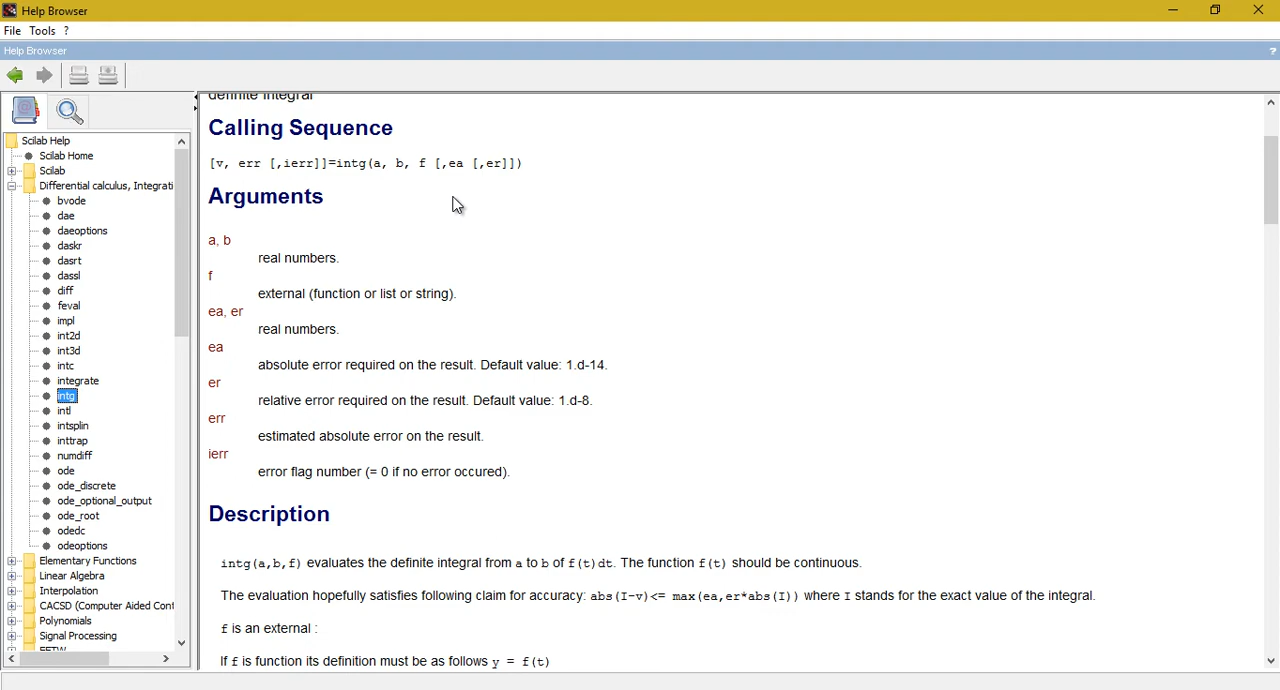 Help Browser
File Tools ?
Help Browser ?
Scilab Help
Scilab Home
Scilab
Differential calculus, Integrati
bvode
dae
daeoptions
daskr
dasrt
dassl
diff
feval
impl
int2d
int3d
intc
integrate
intg
intl
intsplin
inttrap
numdiff
ode
ode_discrete
ode_optional_output
ode_root
odedc
odeoptions
Elementary Functions
Linear Algebra
Interpolation
CACSD (Computer Aided Cont
Polynomials
Signal Processing
FFTW
definite integral
Calling Sequence
[v, err [,ierr]]=intg(a, b, f [,ea [,er]])
Arguments
a, b
real numbers.
f
external (function or list or string).
ea, er
real numbers.
ea
absolute error required on the result. Default value: 1.d-14.
er
relative error required on the result. Default value: 1.d-8.
err
estimated absolute error on the result.
ierr
error flag number (= 0 if no error occured).
Description
intg(a,b,f) evaluates the definite integral from a to b of f(t)dt. The function f(t) should be continuous.
The evaluation hopefully satisfies following claim for accuracy: abs(I-v)<= max(ea,er*abs(I)) where I stands for the exact value of the integral.
f is an external :
If f is function its definition must be as follows y = f(t)